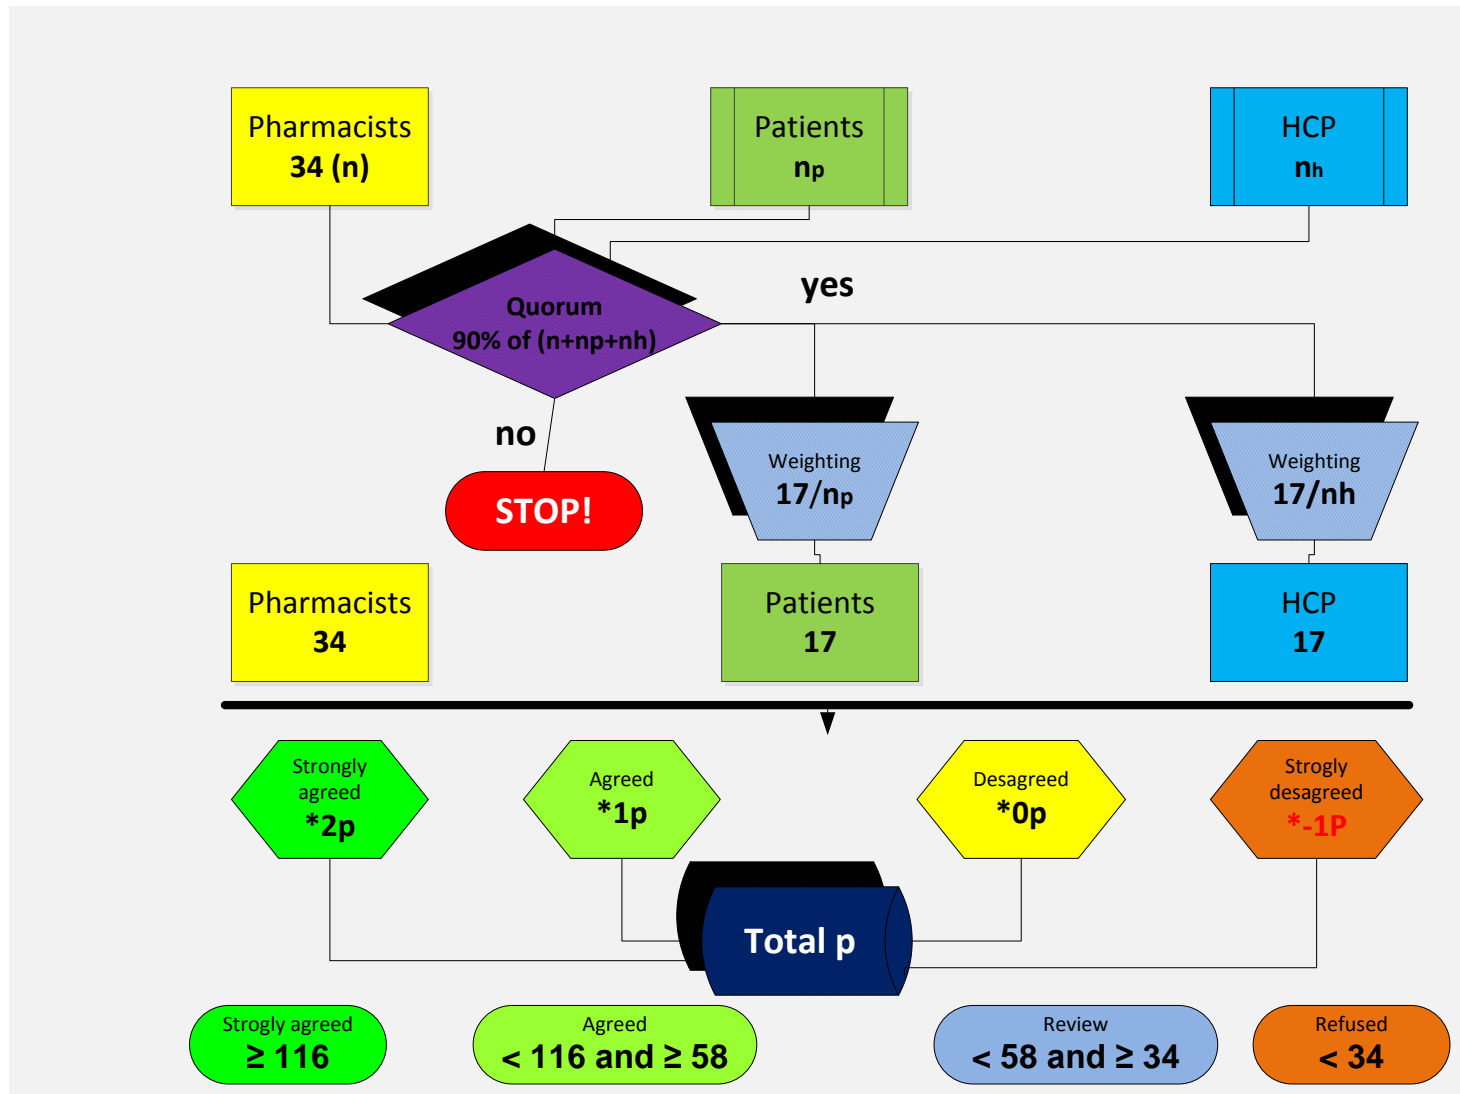 Pharmacists
34 (n)
Patients
np
HCP
nh
yes
Quorum
90% of (n+np+nh)
no
STOP!
Weighting
17/np
Weighting
17/nh
Pharmacists
34
Patients
17
HCP
17
Strongly
agreed
*2p
Agreed
*1p
Desagreed
*0p
Strogly
desagreed
*-1P
Total p
Strogly agreed
≥ 116
Agreed
< 116 and ≥ 58
Review
< 58 and ≥ 34
Refused
< 34